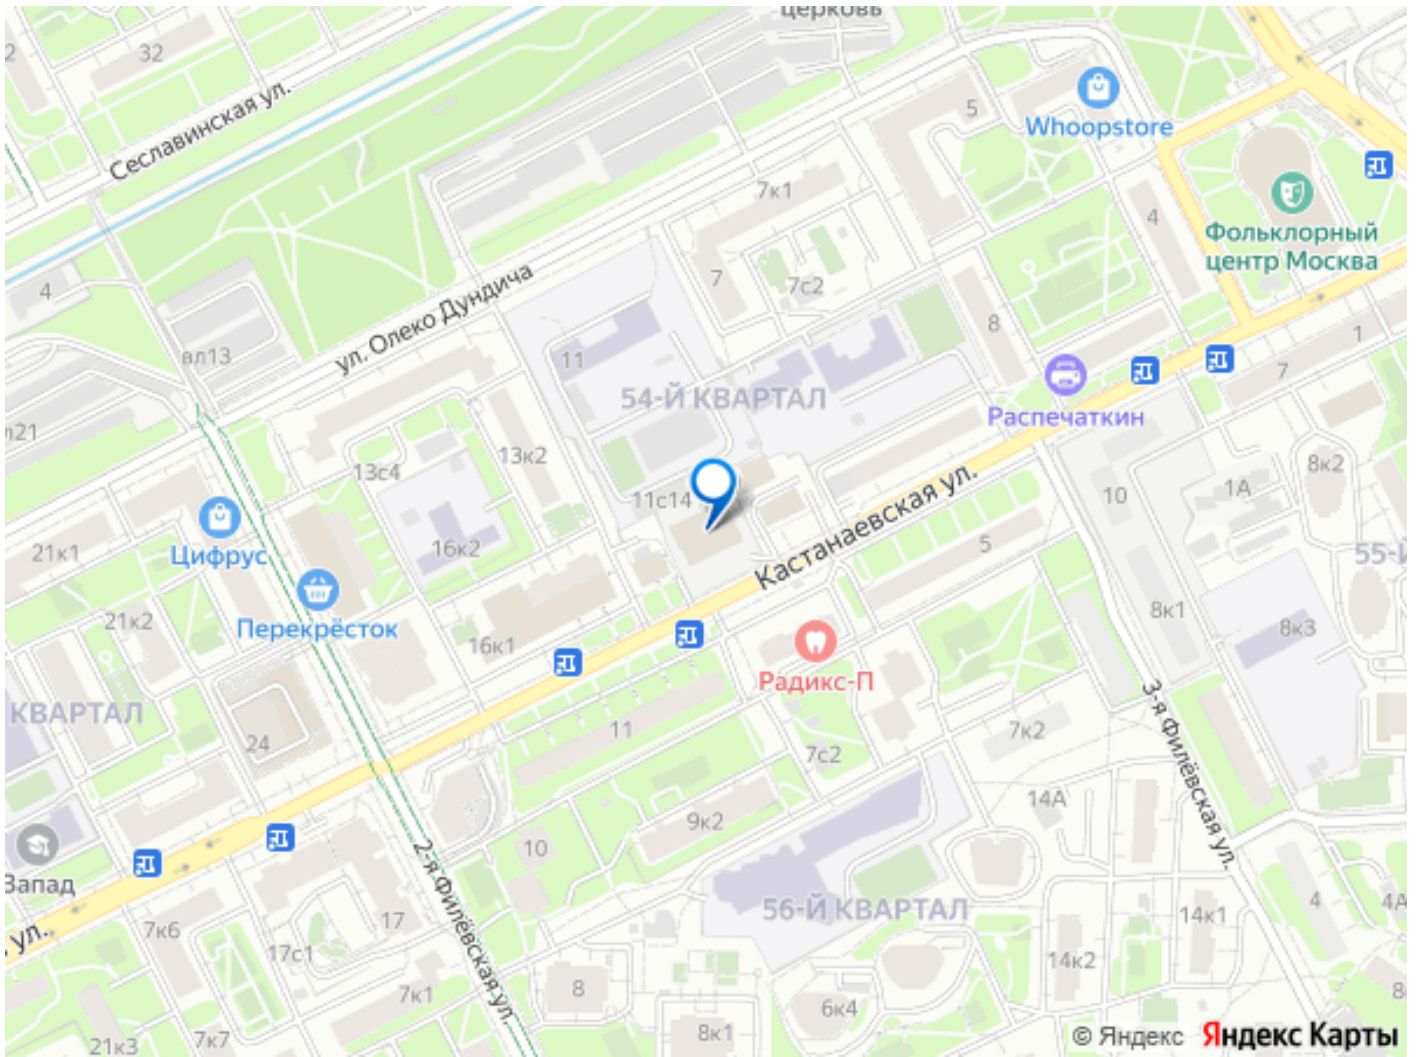 церковь
32
2
Сеславинская ул.
5
Whoopstore
7к1
4
Фольклорный
центр Москва
4
ул. Олеко Дундича
7
7с2
8
вл13
11
54-Й КВАРТАЛ
Распечаткин
7
1
л21
13с4
13к2
11с14
Кастанаевская ул.
10
1А
8к2
21к1
Цифрус
16к2
5
55-Й
21к2
Перекрёсток
16к1
Радикс-П
8к1
8к3
КВАРТАЛ
24
11
7с2
7к2
3-я Филёвская ул.
14А
9к2
10
2-я Филёвская ул.
Запад
56-Й КВАРТАЛ
4
4А
14к1
ул.
7к6
17
17с1
14к2
7к1
8
6к4
8
21к3
7к7
8к1
© Яндекс Яндекс Карты